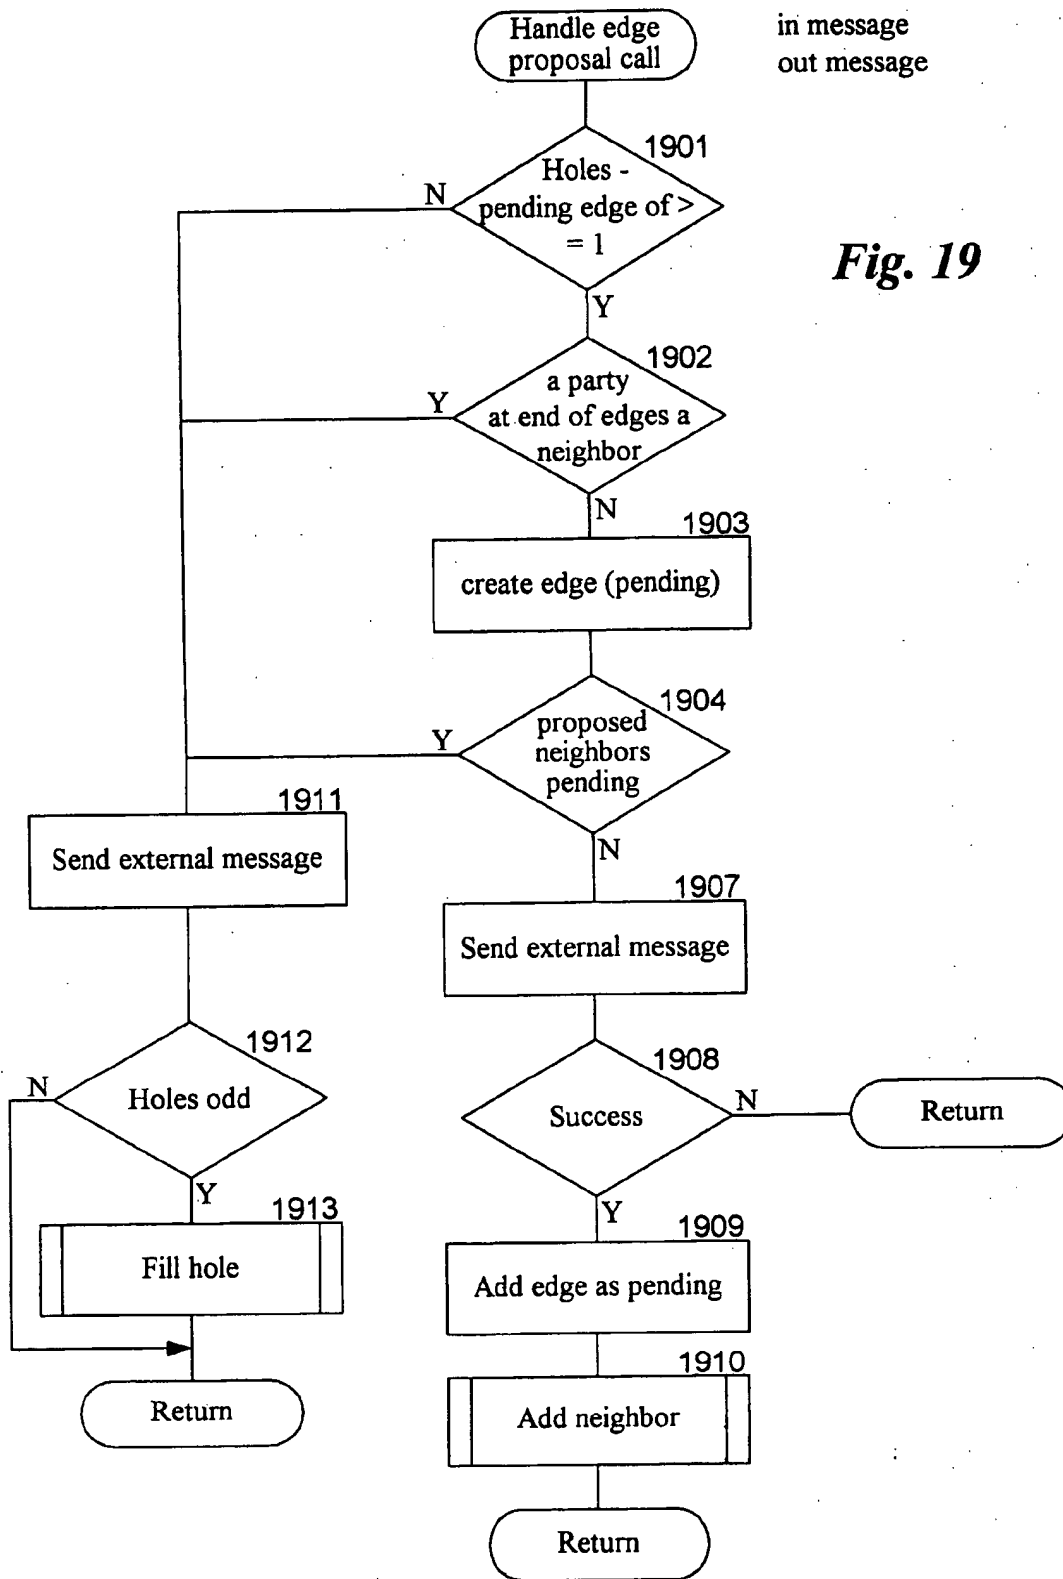 Handle edge
proposal call
in message
out message
1901
Holes -
pending edge of >
= 1
N
Y
Fig. 19
1902
a party
at end of edges a
neighbor
Y
N
1903
create edge (pending)
1904
proposed
neighbors
pending
Y
N
1911
Send external message
1907
Send external message
1912
Holes odd
N
Y
1908
Success
N
Return
Y
1913
Fill hole
1909
Add edge as pending
Return
1910
Add neighbor
Return